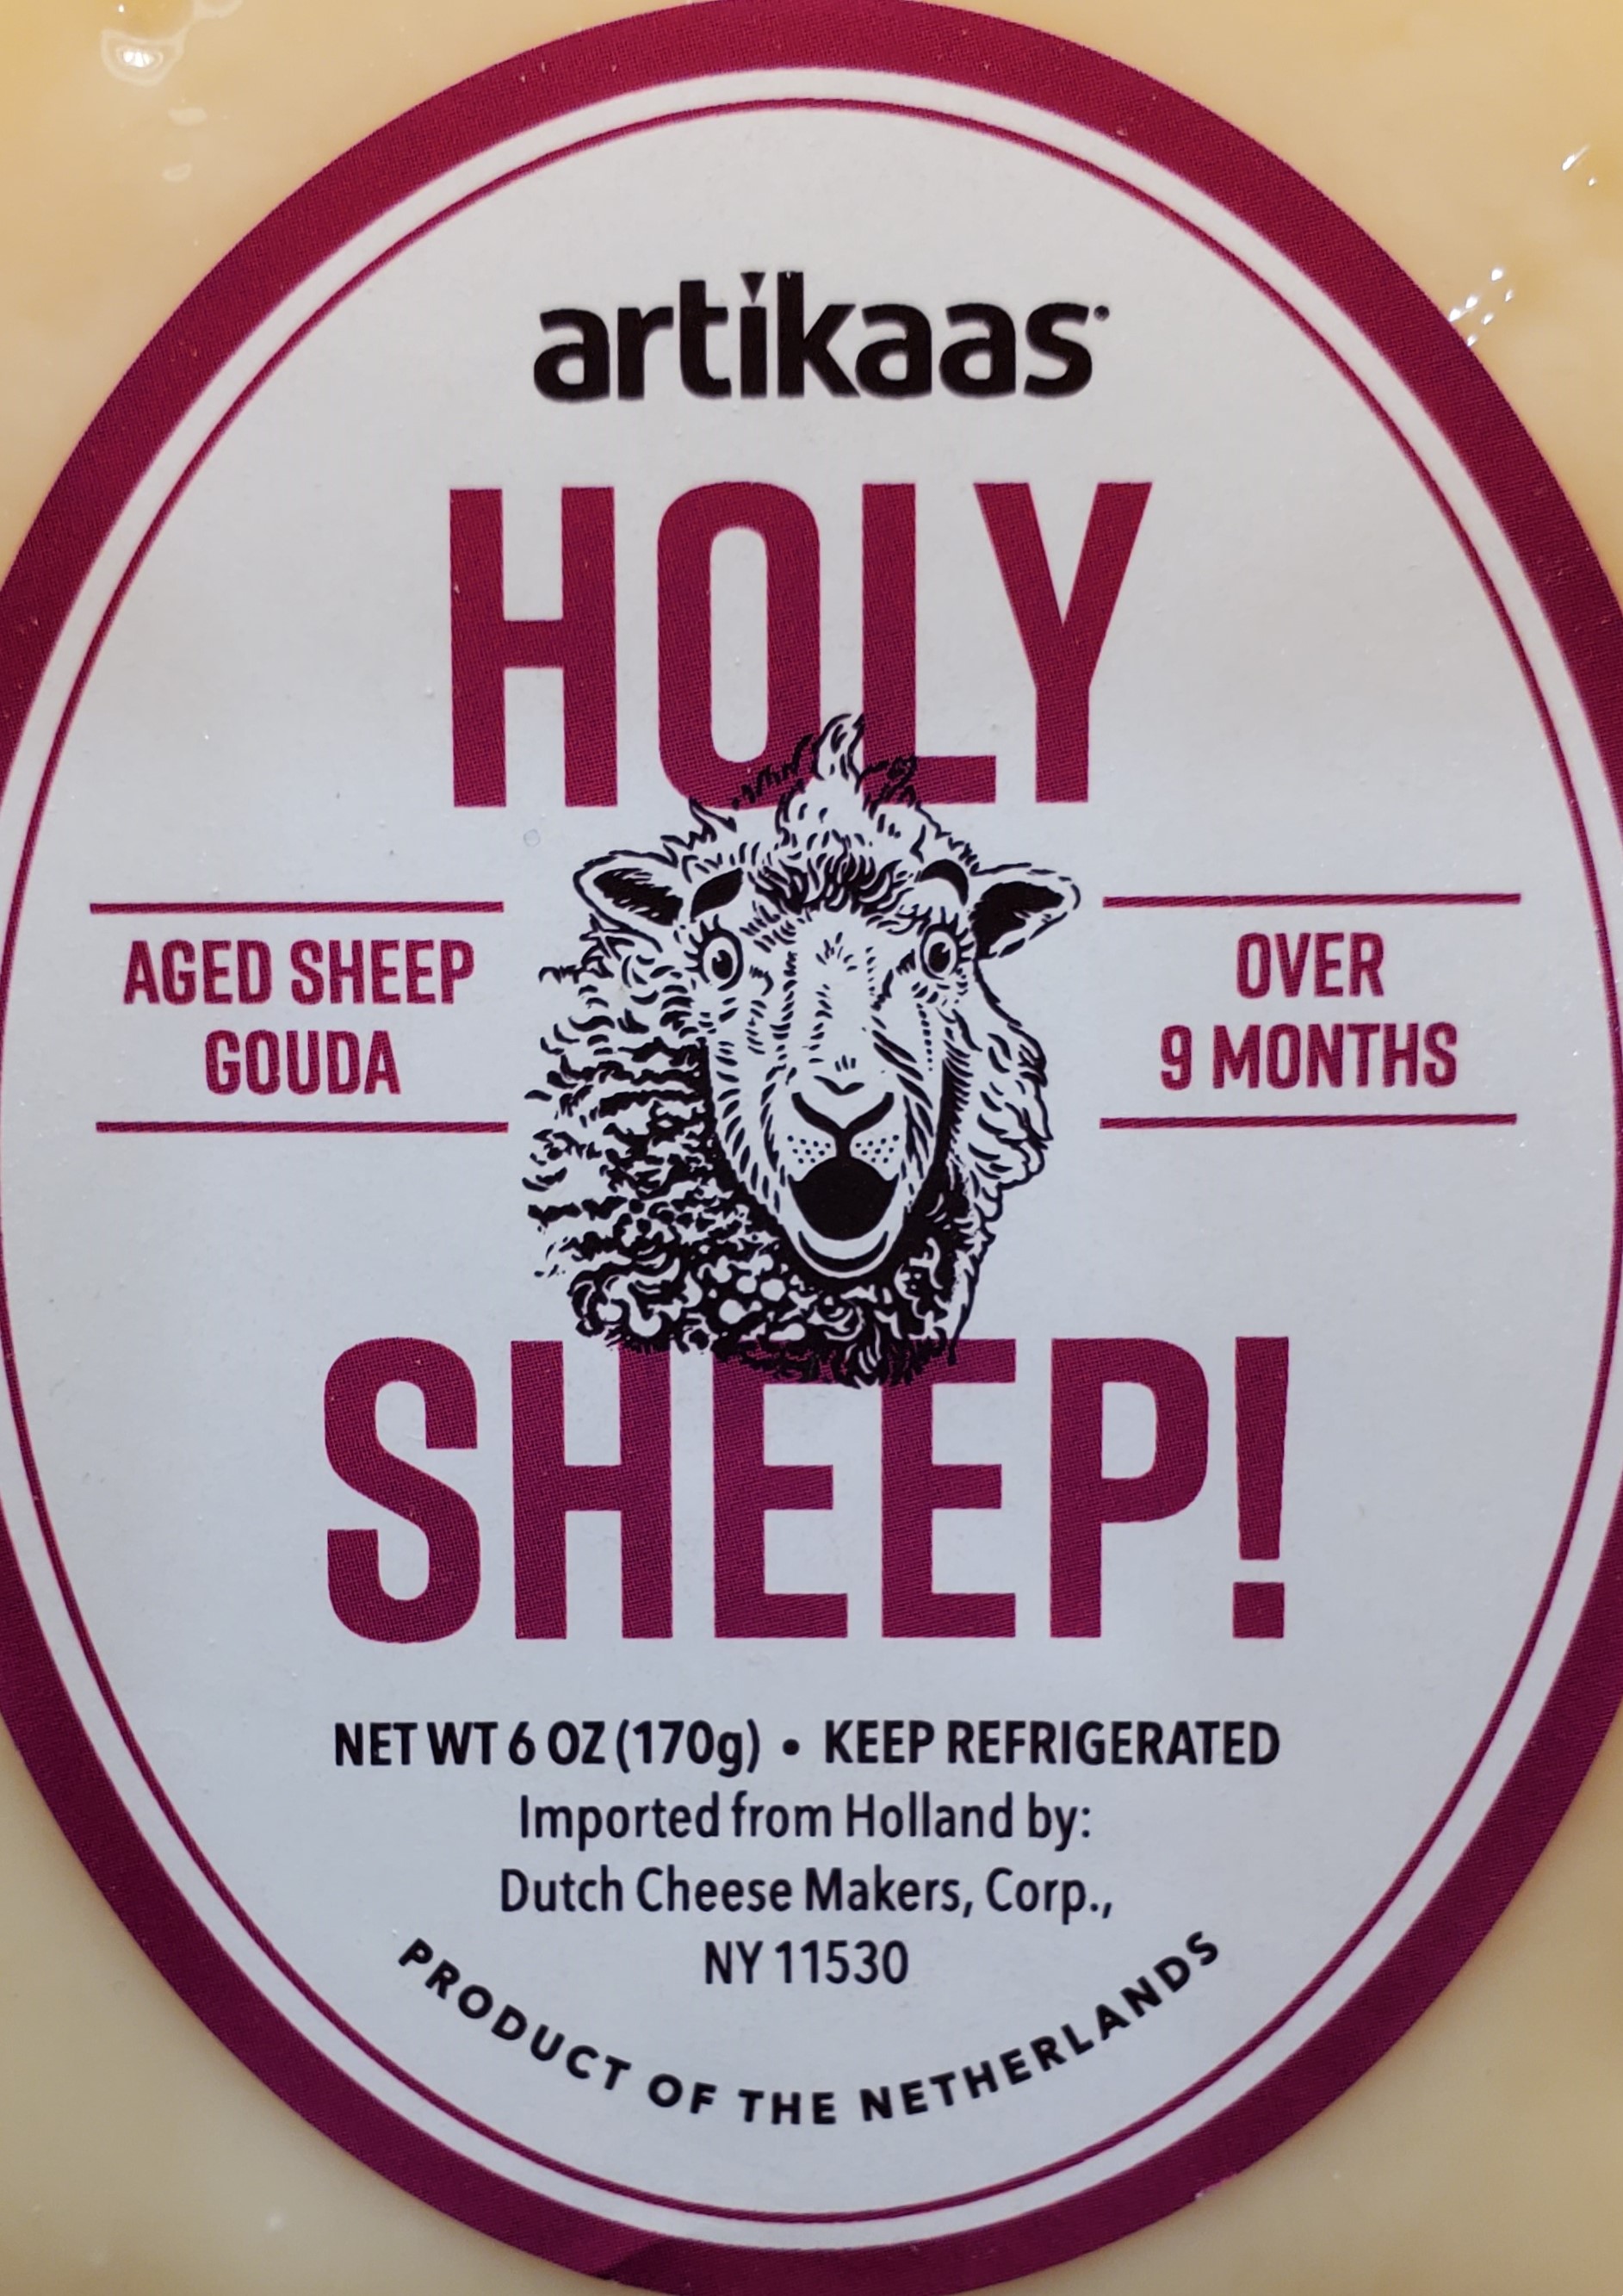 artikaas
HOLY
AGED SHEEP
GOUDA
OVER
9 MONTHS
SHEEP!
NET WT 6 OZ (170g) • KEEP REFRIGERATED
Imported from Holland by:
Dutch Cheese Makers, Corp.,
NY 11530
PRODUCT OF THE NETHERLANDS